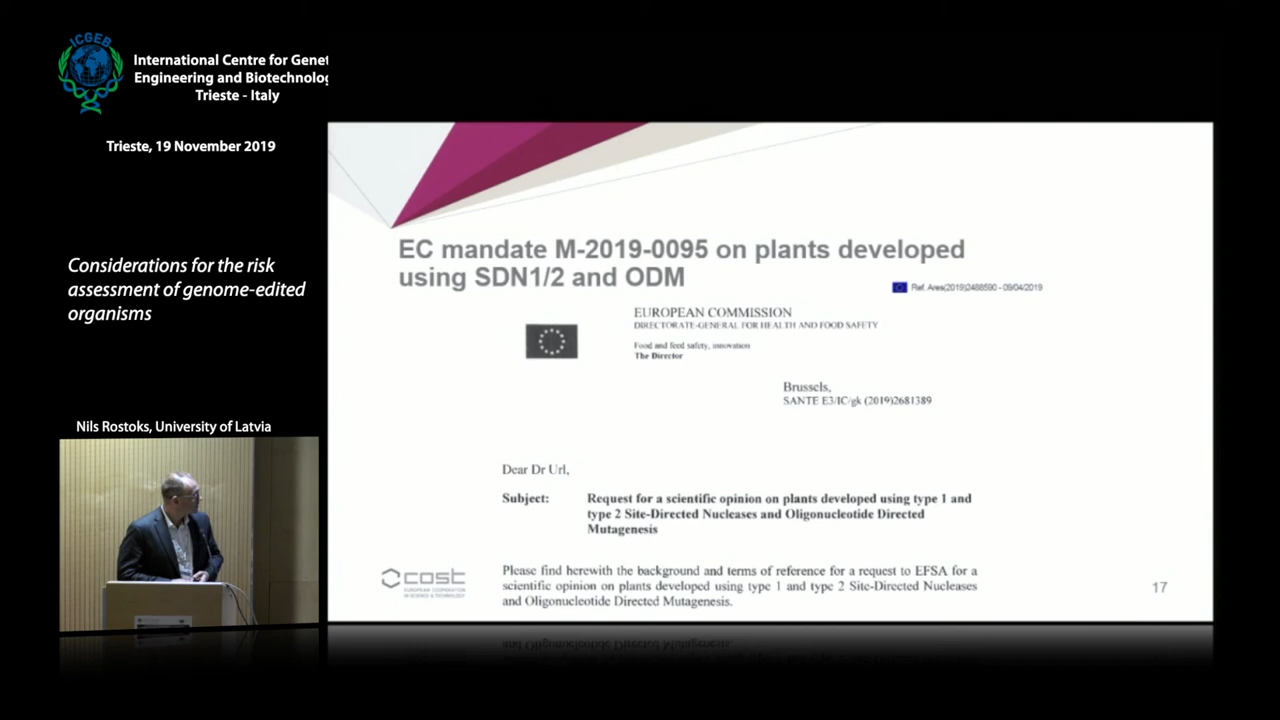 ICGEB
International Centre for Genet
Engineering and Biotechnolog
Trieste - Italy
Trieste, 19 November 2019
Considerations for the risk
assessment of genome-edited
organisms
Nils Rostoks, University of Latvia
EC mandate M-2019-0095 on plants developed
using SDN1/2 and ODM
Ref. Ares(2019)2488590 - 09/04/2019
EUROPEAN COMMISSION
DIRECTORATE-GENERAL FOR HEALTH AND FOOD SAFETY
Food and feed safety, innovation
The Director
Brussels,
SANTE E3/IC/gk (2019)2681389
Dear Dr Url,
Subject: Request for a scientific opinion on plants developed using type 1 and
type 2 Site-Directed Nucleases and Oligonucleotide Directed
Mutagenesis
Please find herewith the background and terms of reference for a request to EFSA for a
scientific opinion on plants developed using type 1 and type 2 Site-Directed Nucleases
and Oligonucleotide Directed Mutagenesis.
cost
EUROPEAN COOPERATION
IN SCIENCE & TECHNOLOGY
17